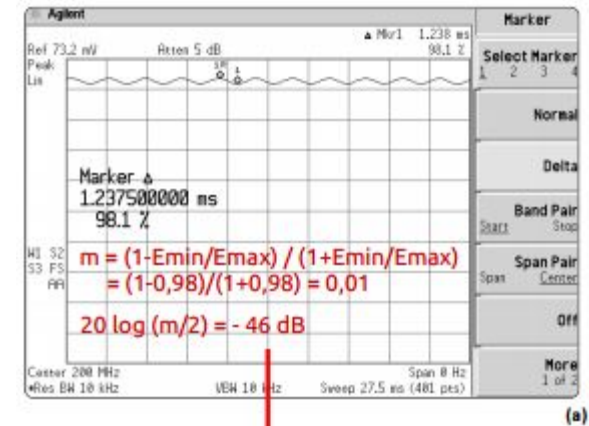 Agilent
Marker
Δ Mkr1 1.238 ms
Ref 73.2 mV Atten 5 dB 98.1 %
Peak
Lin
Select Marker
1 2 3 4
1R 1
Normal
Delta
Marker Δ
1.237500000 ms
98.1 %
Band Pair
Start Stop
W1 S2
S3 FS
AA
m = (1-Emin/Emax) / (1+Emin/Emax)
= (1-0,98)/(1+0,98) = 0,01
Span Pair
Span Center
20 log (m/2) = - 46 dB
Off
Center 200 MHz Span 0 Hz
•Res BW 10 kHz VBW 10 kHz Sweep 27.5 ms (401 pts)
More
1 of 2
(a)